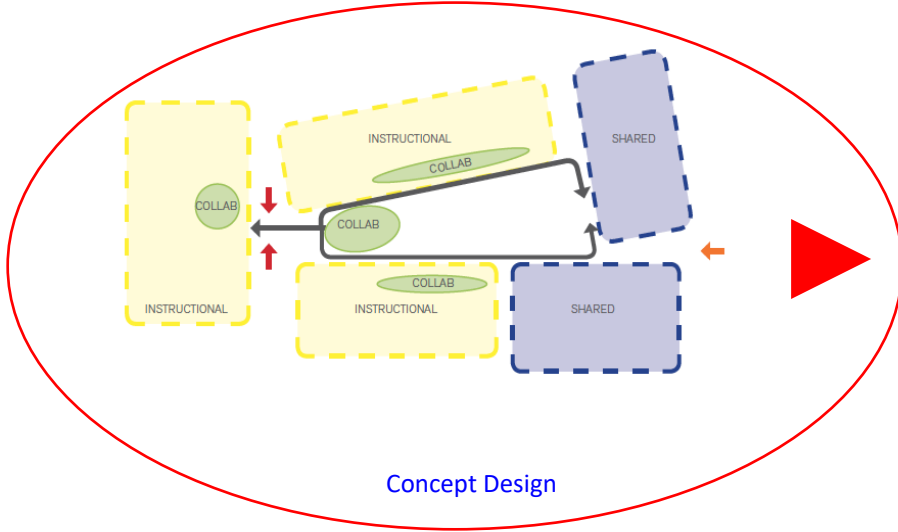 INSTRUCTIONAL
SHARED
COLLAB
COLLAB
COLLAB
COLLAB
INSTRUCTIONAL
INSTRUCTIONAL
SHARED
Concept Design